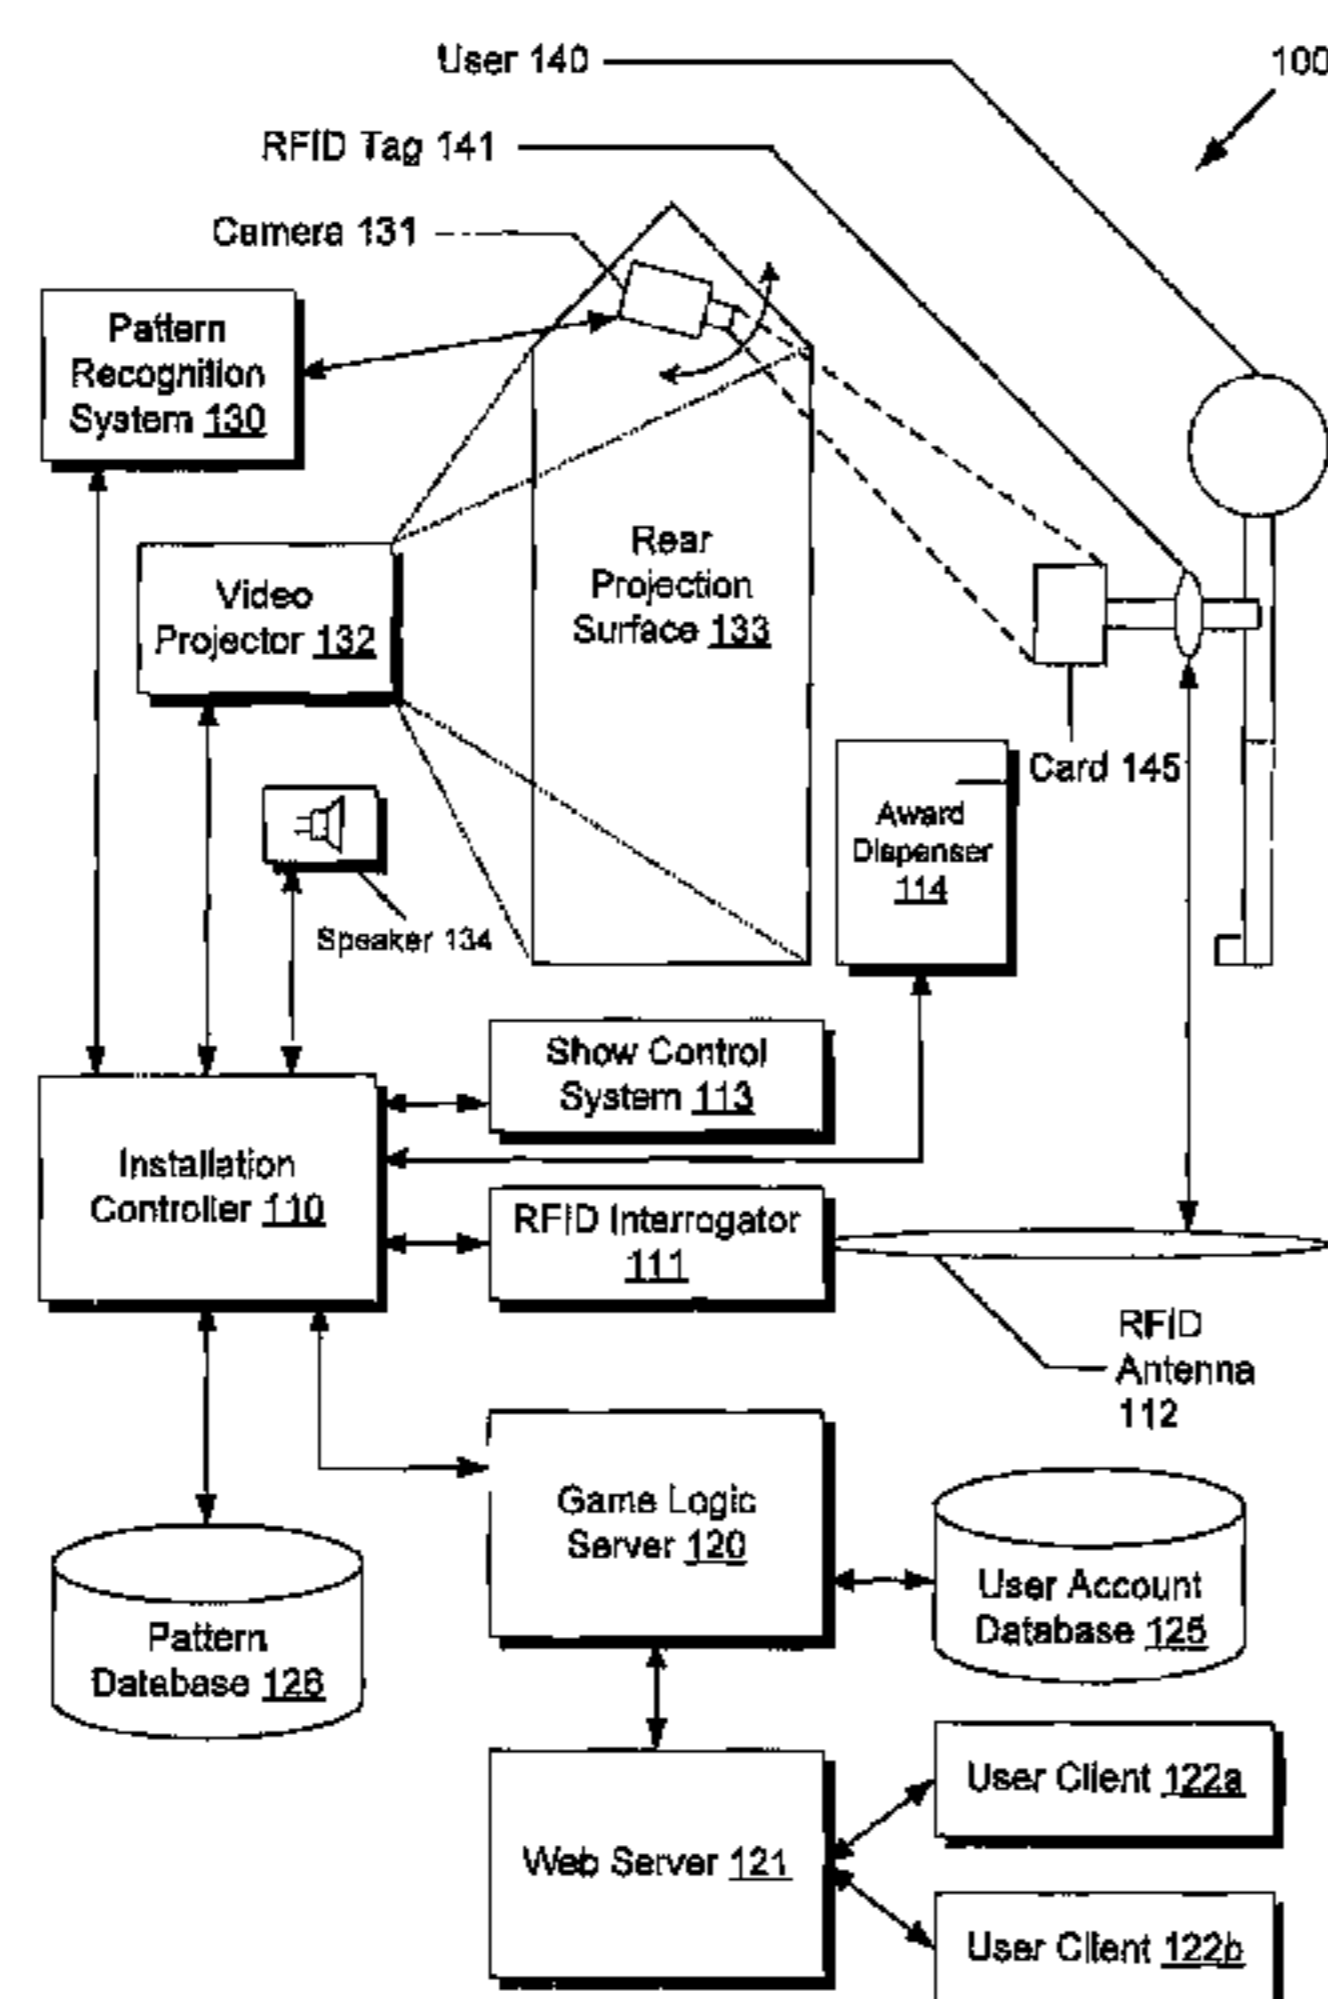 User 140
100
RFID Tag 141
Camera 131
Pattern
Recognition
System 130
Video
Projector 132
Rear
Projection
Surface 133
Card 145
Award
Dispenser
114
Speaker 134
Show Control
System 113
Installation
Controller 110
RFID Interrogator
111
RFID
Antenna
112
Game Logic
Server 120
User Account
Database 125
Pattern
Database 126
User Client 122a
Web Server 121
User Client 122b